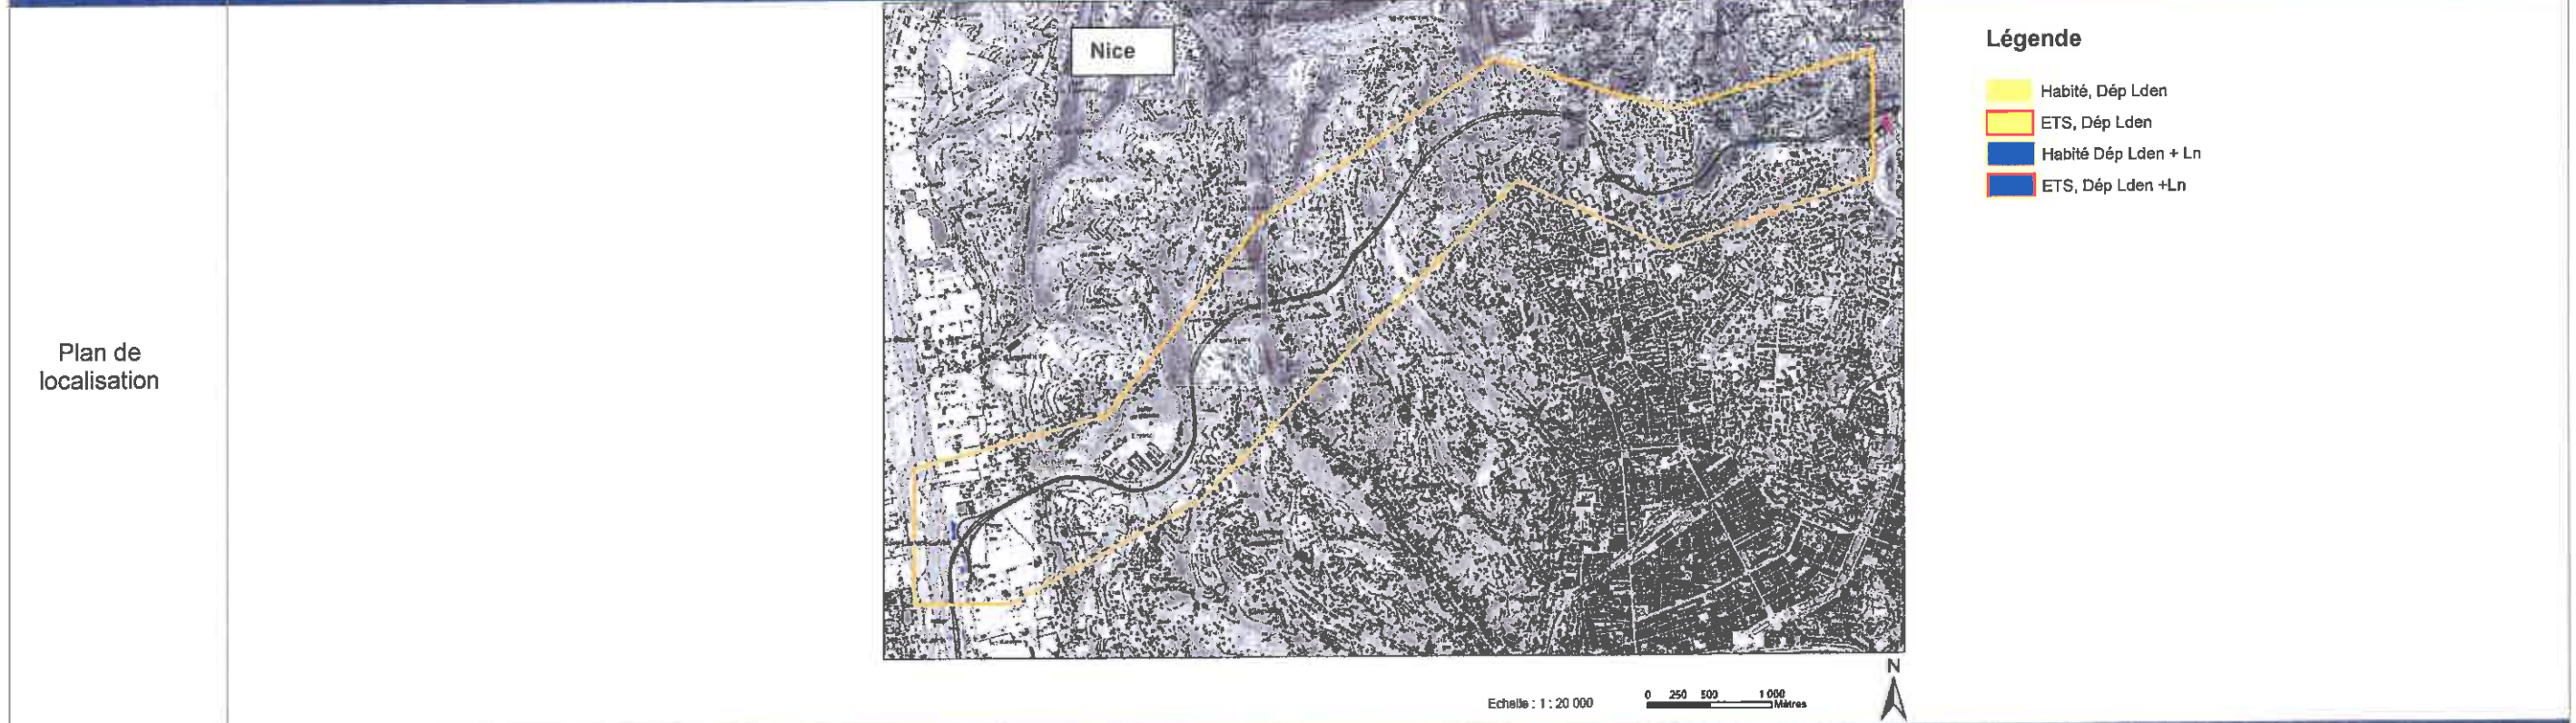 Plan de
localisation
Nice
Légende
Habité, Dép Lden
ETS, Dép Lden
Habité Dép Lden + Ln
ETS, Dép Lden +Ln
N
Echelle : 1 : 20 000
0 250 500 1 000
Mètres